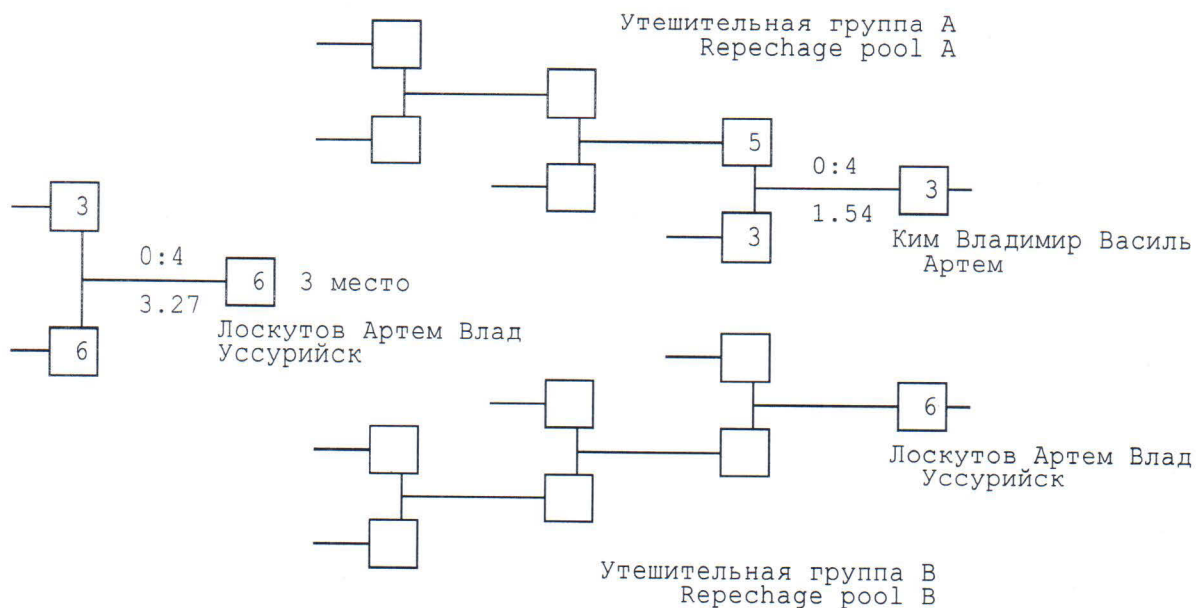 Утешительная группа А
Repechage pool A
5
0:4
3
1.54
3
Ким Владимир Василь
Артем
3
0:4
6
3 место
3.27
6
Лоскутов Артем Влад
Уссурийск
6
Лоскутов Артем Влад
Уссурийск
Утешительная группа В
Repechage pool B